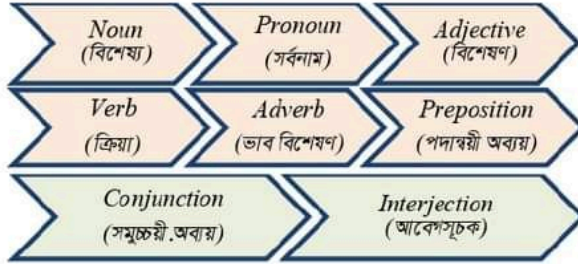 Noun Pronoun Adjective
(বিশেষ্য) (সর্বনাম) (বিশেষণ)
Verb Adverb Preposition
(ক্রিয়া) (ভাব বিশেষণ) (পদান্বয়ী অব্যয়)
Conjunction Interjection
(সমুচ্চয়ী.অব্যয়) (আবেগসূচক)